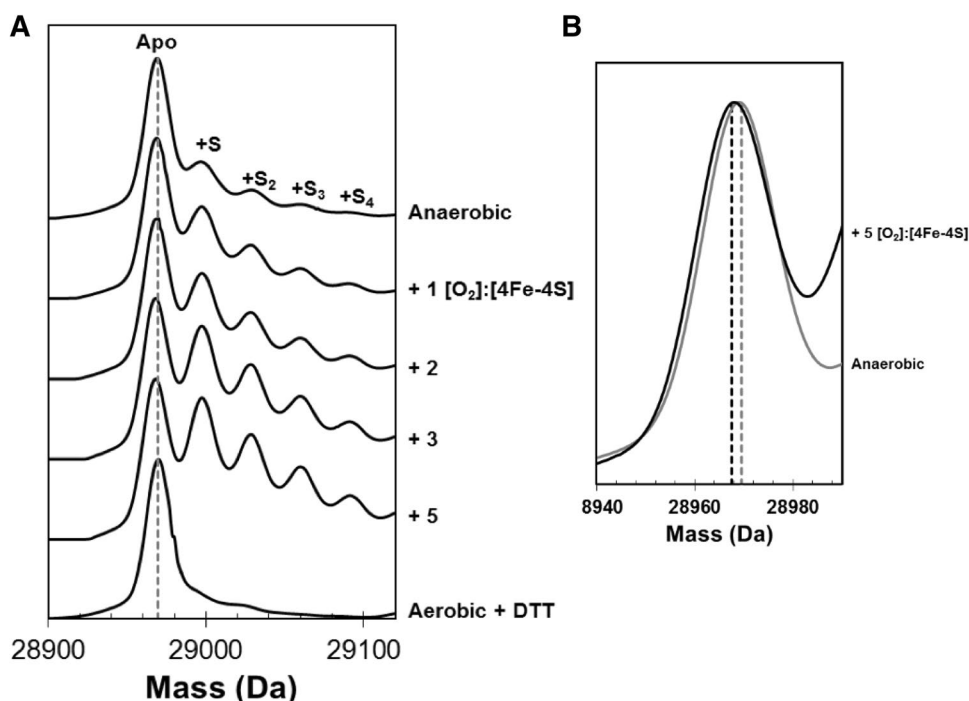 A
Apo
+S
+S₂
+S₃
+S₄
Anaerobic
+ 1 [O₂]:[4Fe-4S]
+ 2
+ 3
+ 5
Aerobic + DTT
28900 29000 29100
Mass (Da)
B
+ 5 [O₂]:[4Fe-4S]
Anaerobic
8940 28960 28980
Mass (Da)